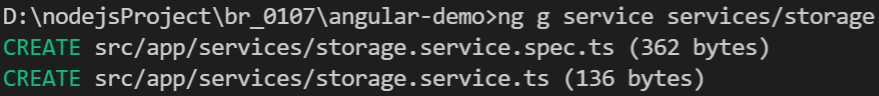 D:\nodejsProject\br_0107\angular-demo>ng g service services/storage
CREATE src/app/services/storage.service.spec.ts (362 bytes)
CREATE src/app/services/storage.service.ts (136 bytes)